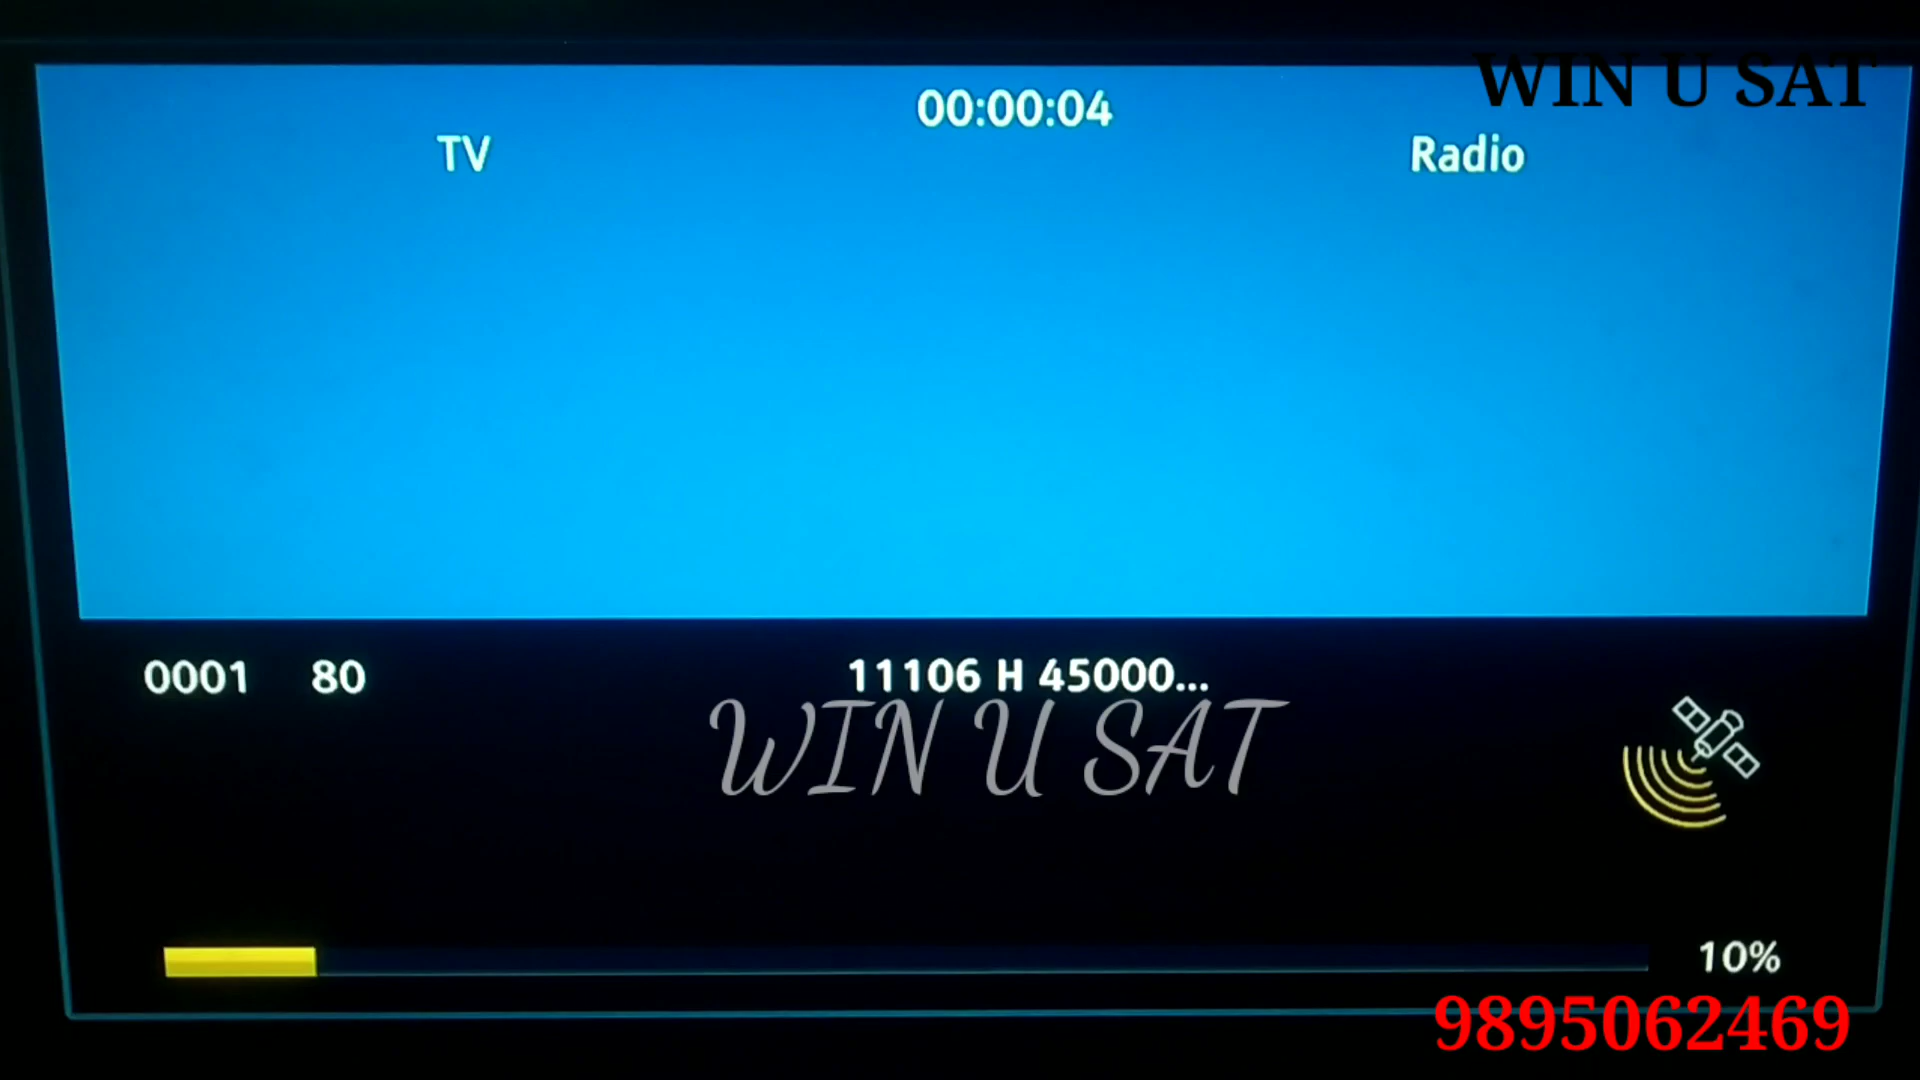 WIN U SAT
00:00:04
TV Radio
0001 80 11106 H 45000...
WIN U SAT
10%
9895062469